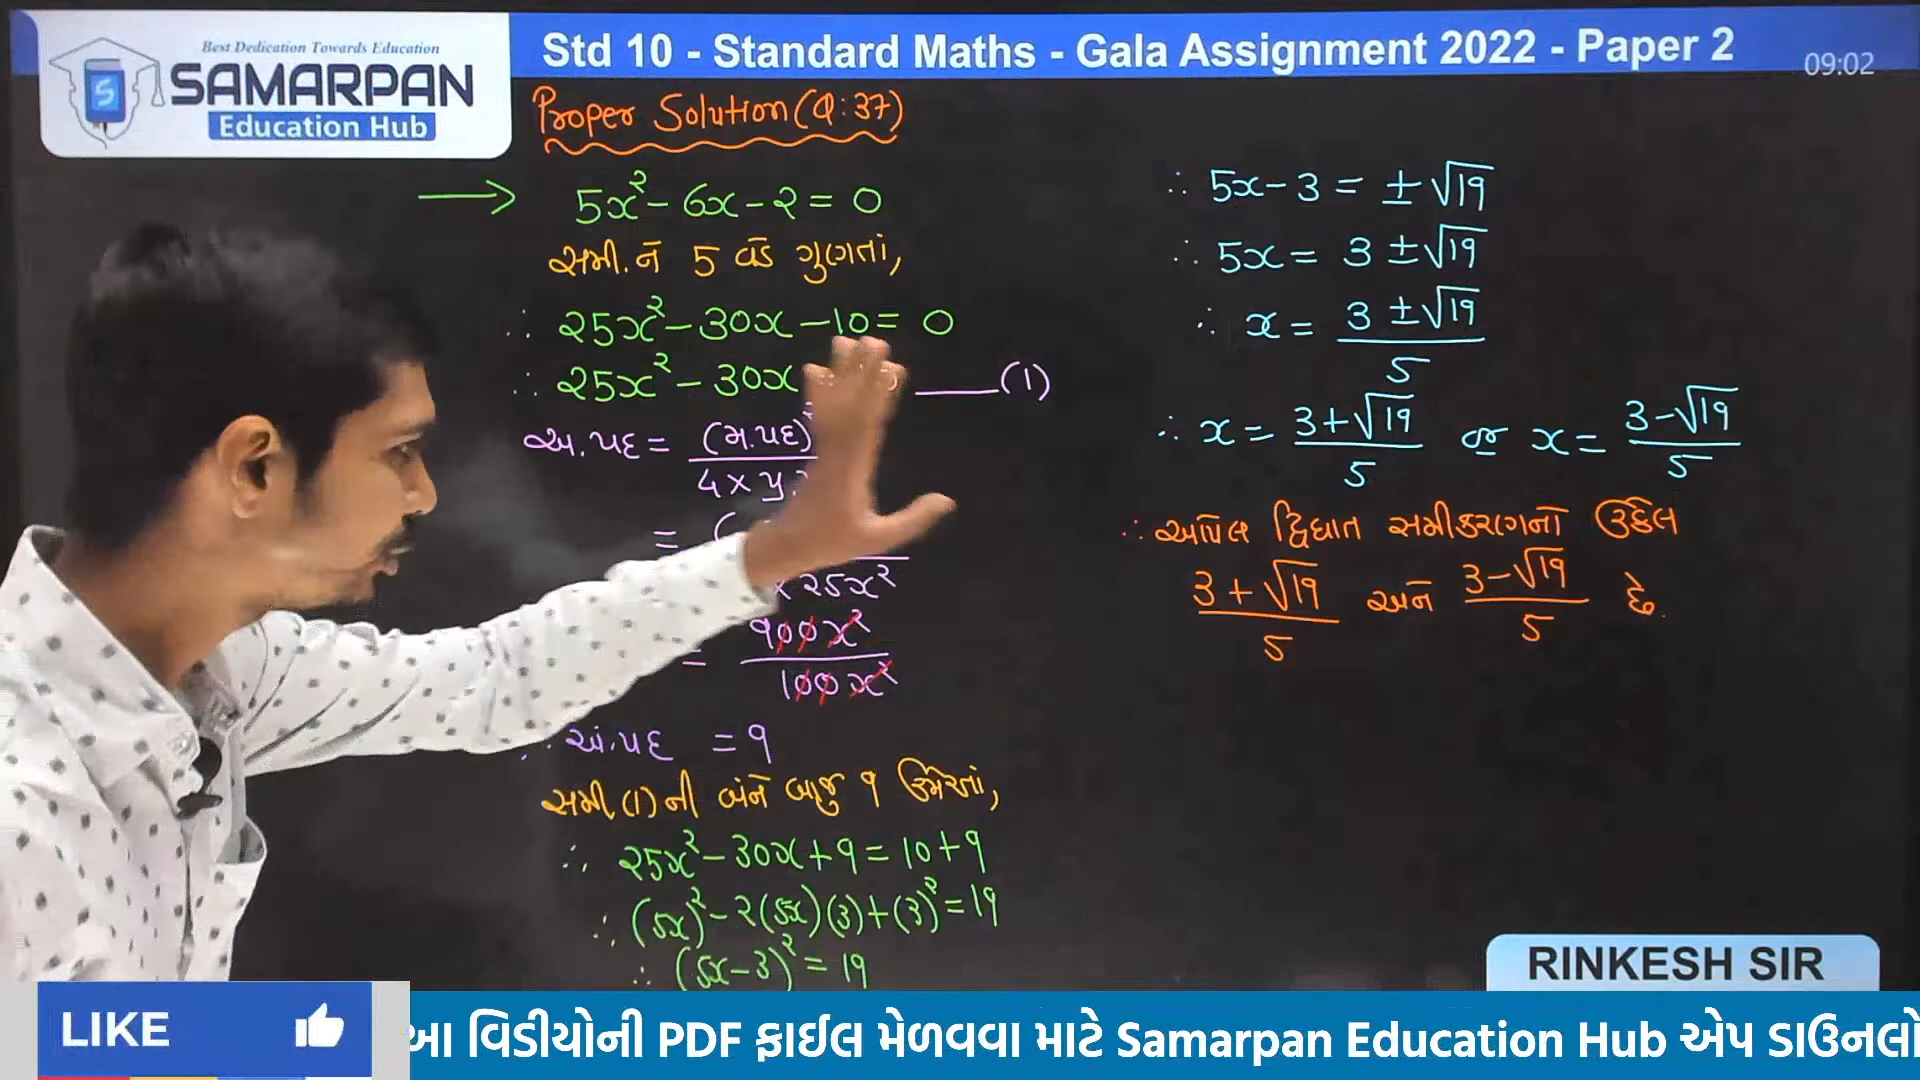 Best Dedication Towards Education
SAMARPAN
Education Hub
Std 10 - Standard Maths - Gala Assignment 2022 - Paper 2
09:02
Proper Solution (Q:37)
5x² - 6x - 2 = 0
સમી.ને 5 વડે ગુણતાં,
∴ 25x² - 30x - 10 = 0
∴ 25x² - 30x ____(1)
અં.પદ = (મ.પદ)
4 × પ્ર.
= (
× 25x²
= 900x²
100x²
∴ અં.પદ = 9
સમી.(1)ની બંને બાજુ 9 ઉમેરતાં,
∴ 25x² - 30x + 9 = 10 + 9
∴ (5x)² - 2(5x)(3) + (3)² = 19
∴ (5x - 3)² = 19
∴ 5x - 3 = ± √19
∴ 5x = 3 ± √19
∴ x = 3 ± √19
5
∴ x = 3 + √19 or x = 3 - √19
5 5
∴ આપેલ દ્વિઘાત સમીકરણનો ઉકેલ
3 + √19 અને 3 - √19 છે.
5 5
RINKESH SIR
LIKE
આ વિડીયોની PDF ફાઈલ મેળવવા માટે Samarpan Education Hub એપ ડાઉનલો